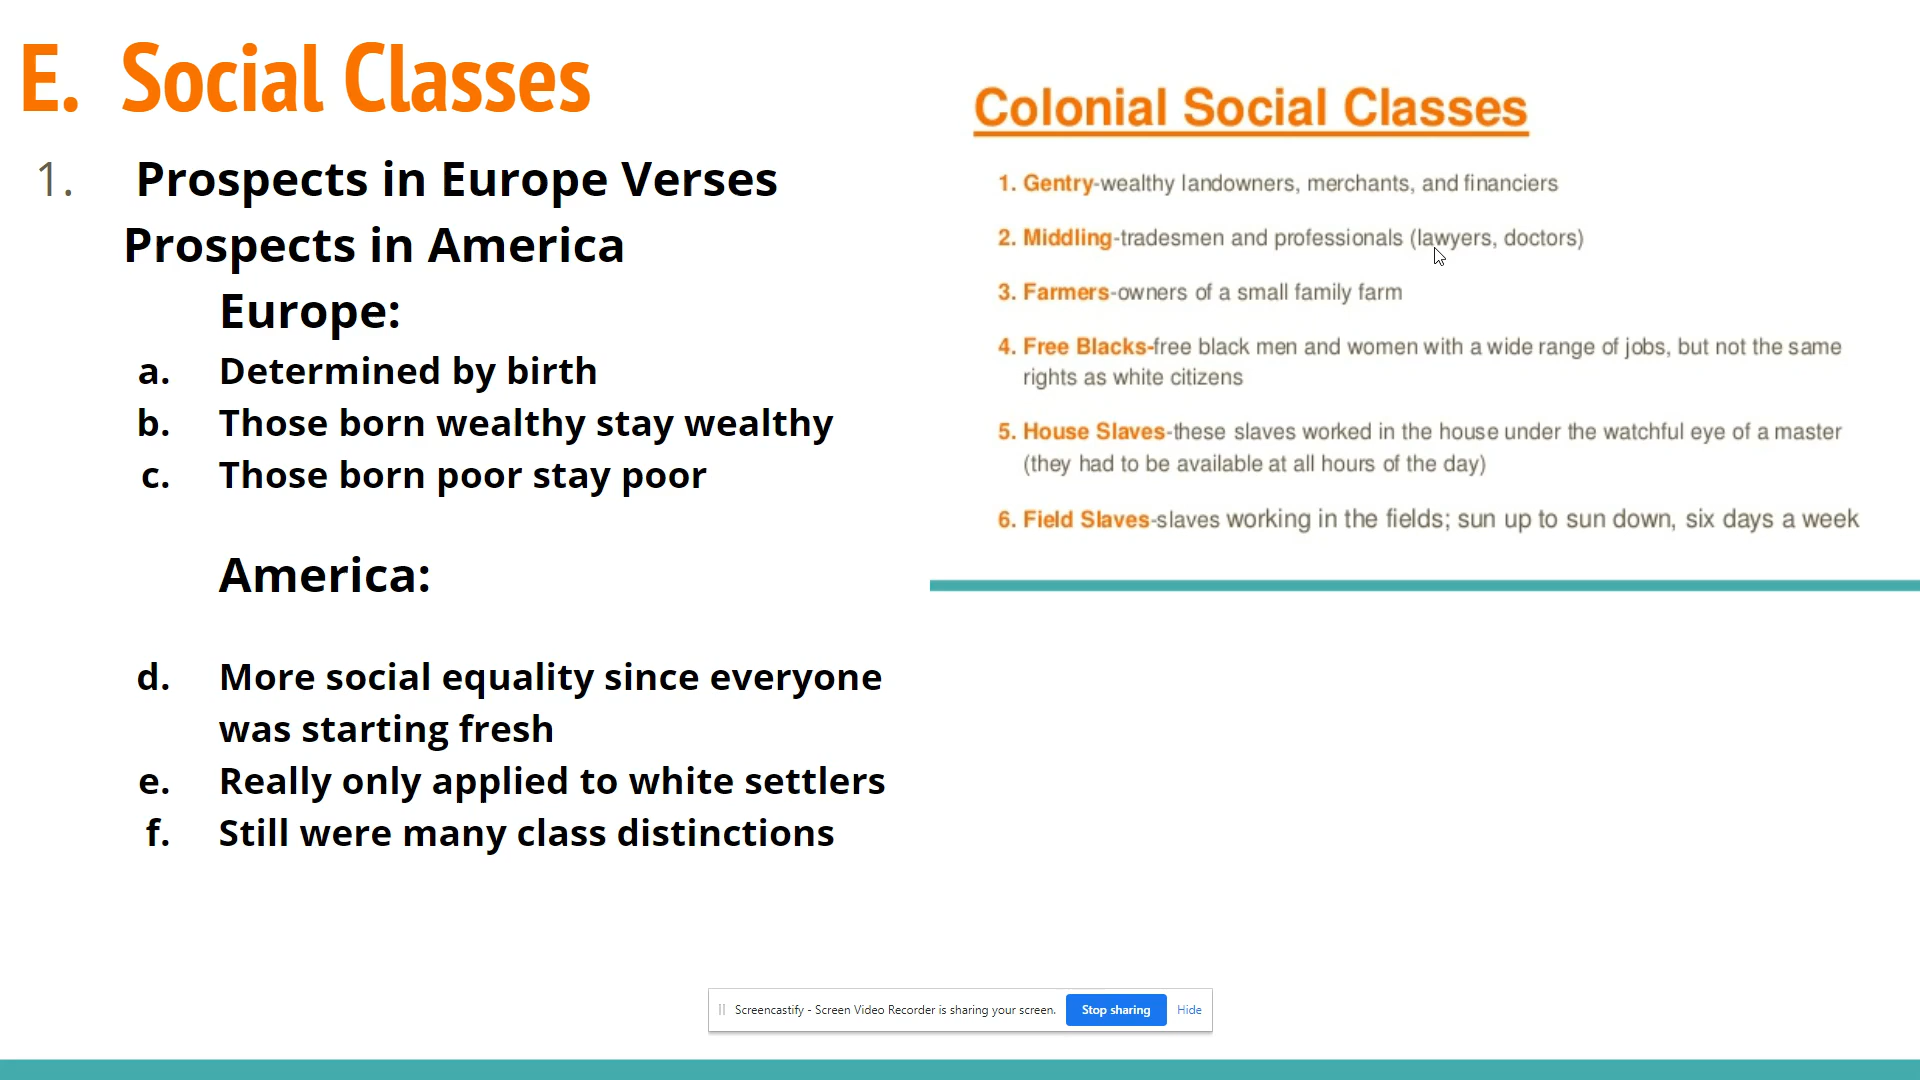 E. Social Classes
1. Prospects in Europe Verses
Prospects in America
Europe:
a. Determined by birth
b. Those born wealthy stay wealthy
c. Those born poor stay poor
America:
d. More social equality since everyone
was starting fresh
e. Really only applied to white settlers
f. Still were many class distinctions
Colonial Social Classes
1. Gentry-wealthy landowners, merchants, and financiers
2. Middling-tradesmen and professionals (lawyers, doctors)
3. Farmers-owners of a small family farm
4. Free Blacks-free black men and women with a wide range of jobs, but not the same
rights as white citizens
5. House Slaves-these slaves worked in the house under the watchful eye of a master
(they had to be available at all hours of the day)
6. Field Slaves-slaves working in the fields; sun up to sun down, six days a week
Screencastify - Screen Video Recorder is sharing your screen. Stop sharing Hide